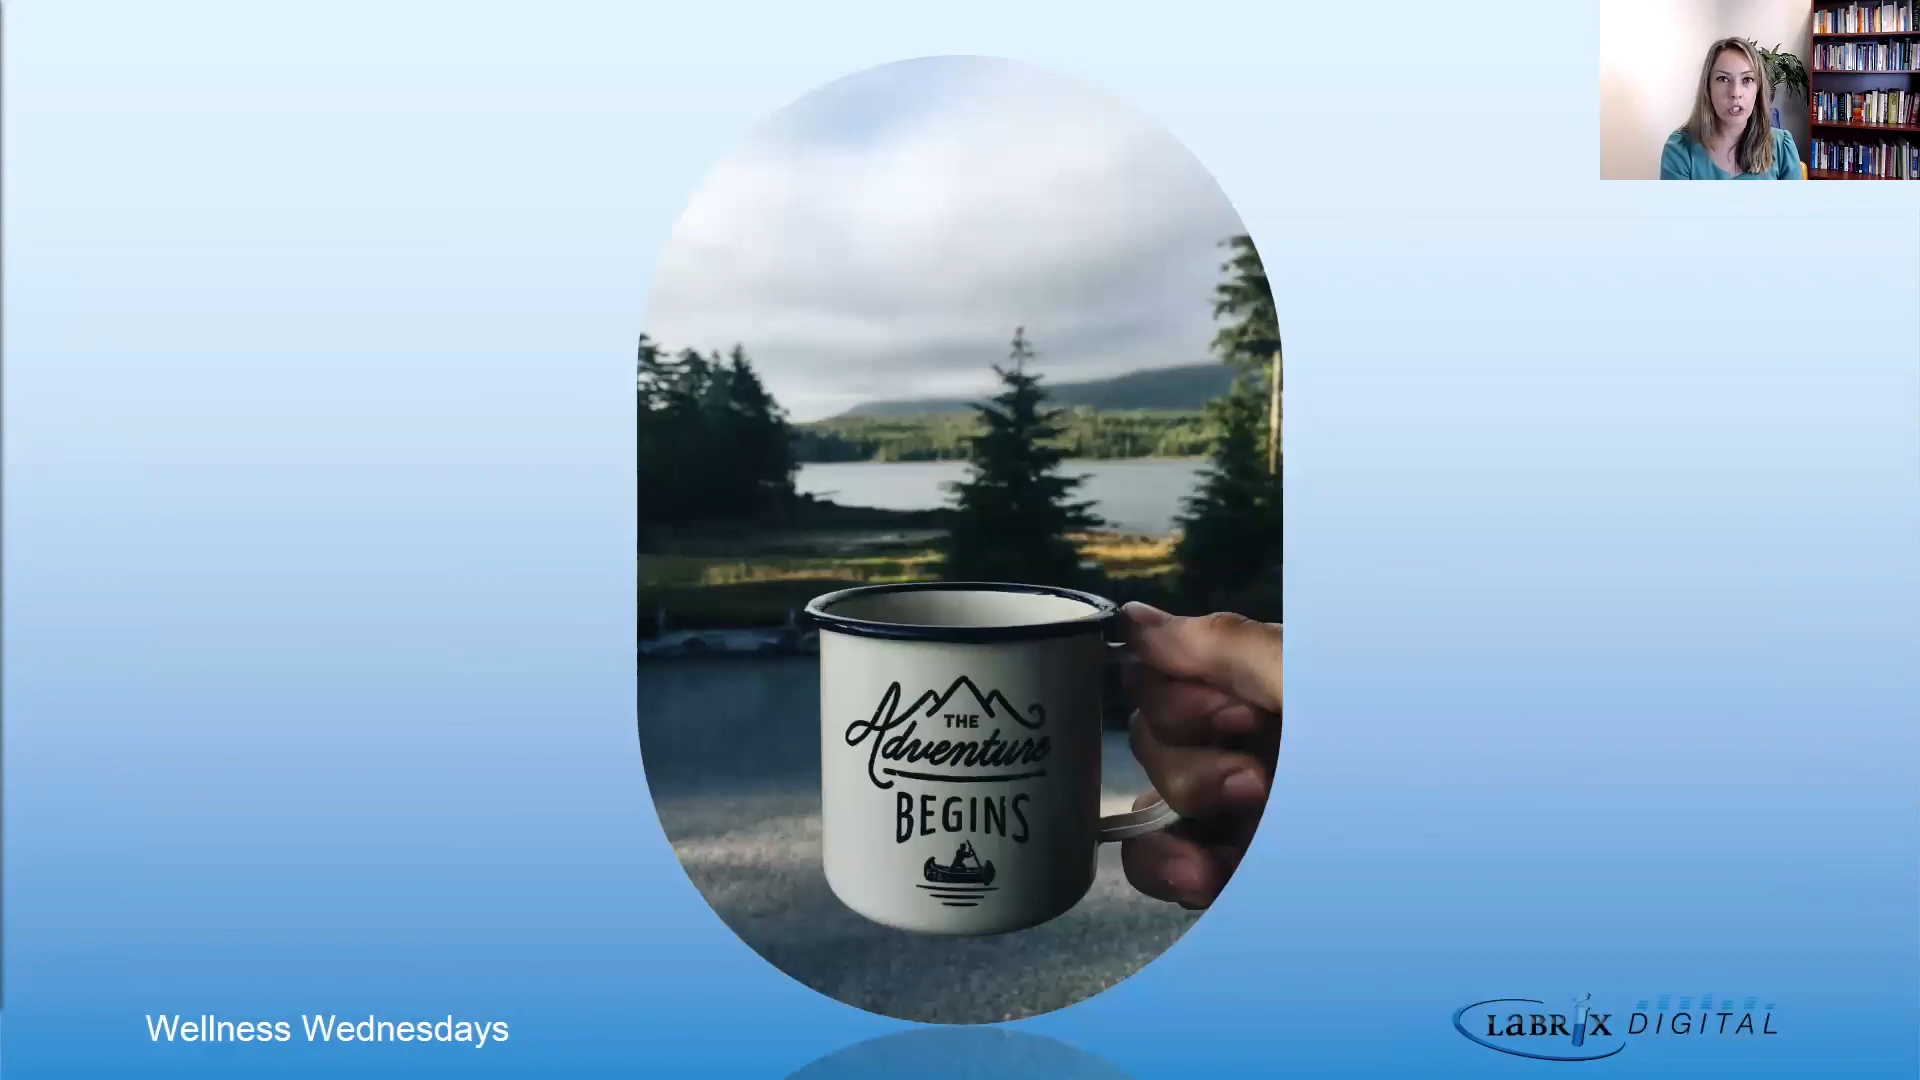 THE
Adventure
BEGINS
Wellness Wednesdays
LABRIX DIGITAL